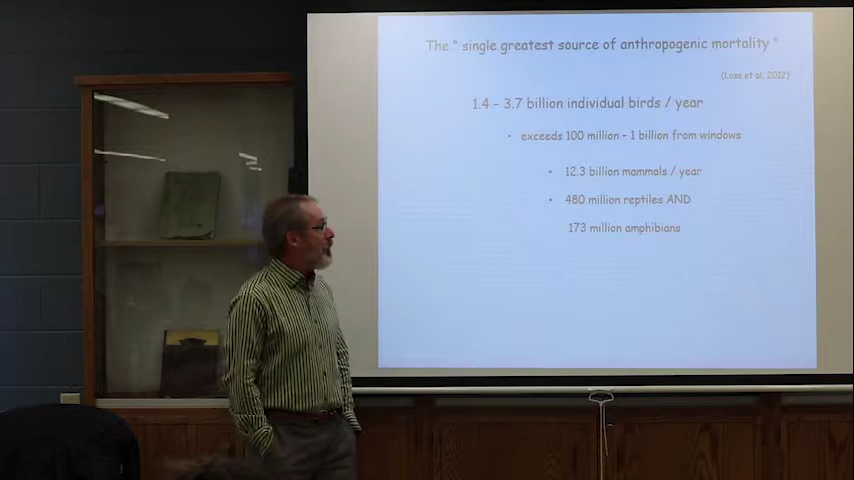 The " single greatest source of anthropogenic mortality "
(Loss et al, 2012)
1.4 – 3.7 billion individual birds / year
• exceeds 100 million – 1 billion from windows
• 12.3 billion mammals / year
• 480 million reptiles AND
173 million amphibians